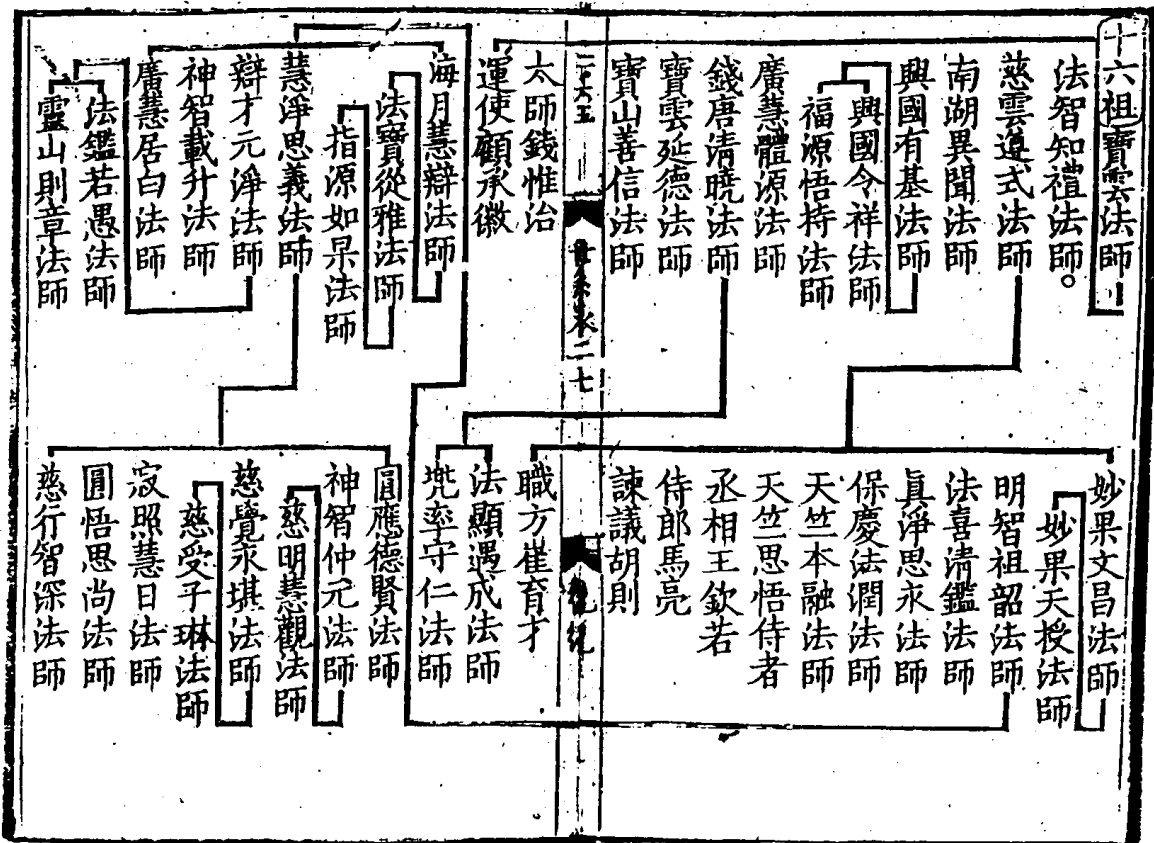 十六祖寶雲法師
法智知禮法師。
慈雲遵式法師
南湖異聞法師
興國有基法師
興國令祥法師
福源悟持法師
廣慧體源法師
錢唐清曉法師
寶雲延德法師
寶山善信法師
妙果文昌法師
妙果天授法師
明智祖韶法師
法喜清鑑法師
真淨思永法師
保慶法潤法師
天竺本融法師
天竺思悟侍者
丞相王欽若
侍郎馬亮
諫議胡則
二六五
二七
太師錢惟治
運使顧承徽
海月慧辯法師
法寶從雅法師
指源如杲法師
慧淨思義法師
辯才元淨法師
神智載升法師
廣慧居白法師
法鑑若愚法師
靈山則章法師
職方崔育才
法顯遇成法師
兠率守仁法師
圓應德賢法師
神智仲元法師
慈明慧觀法師
慈覺永堪法師
慈受子琳法師
寂照慧日法師
圓悟思尚法師
慈行智深法師